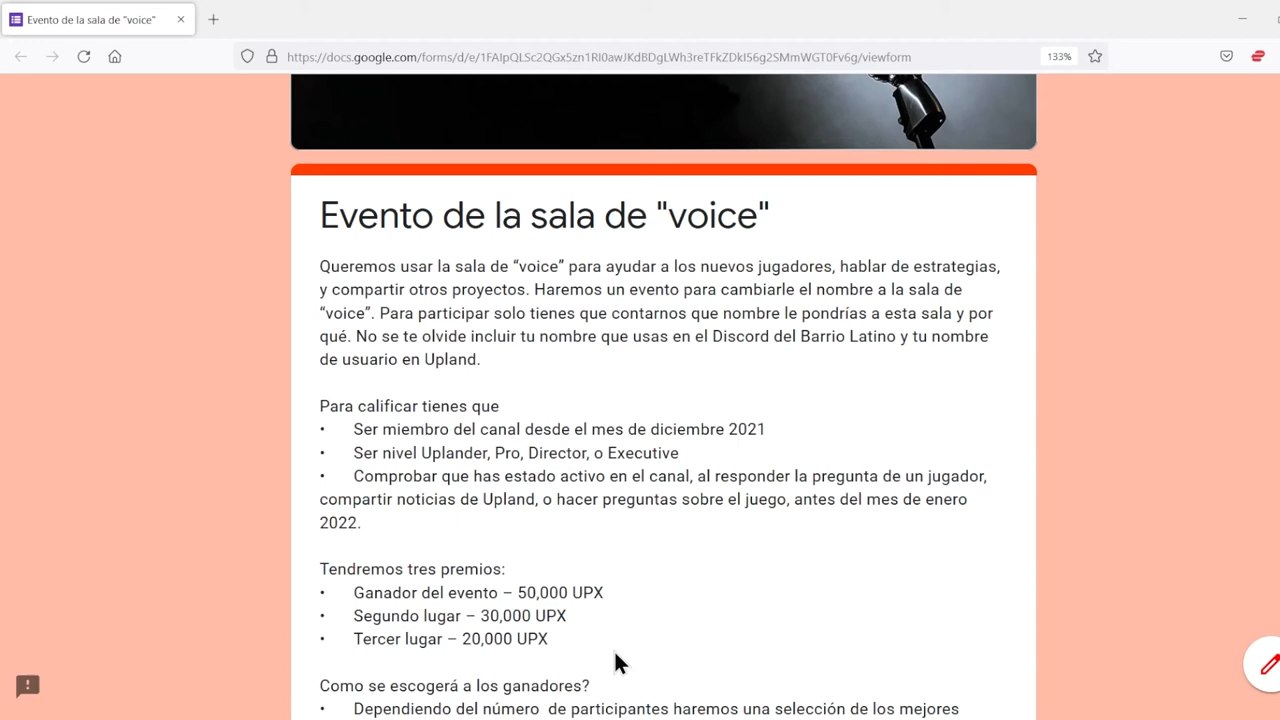 Evento de la sala de "voice"
https://docs.google.com/forms/d/e/1FAIpQLSc2QGx5zn1RI0awJKdBDgLWh3reTFkZDkI56g2SMmWGT0Fv6g/viewform
133%
Evento de la sala de "voice"
Queremos usar la sala de “voice” para ayudar a los nuevos jugadores, hablar de estrategias,
y compartir otros proyectos. Haremos un evento para cambiarle el nombre a la sala de
“voice”. Para participar solo tienes que contarnos que nombre le pondrías a esta sala y por
qué. No se te olvide incluir tu nombre que usas en el Discord del Barrio Latino y tu nombre
de usuario en Upland.
Para calificar tienes que
• Ser miembro del canal desde el mes de diciembre 2021
• Ser nivel Uplander, Pro, Director, o Executive
• Comprobar que has estado activo en el canal, al responder la pregunta de un jugador,
compartir noticias de Upland, o hacer preguntas sobre el juego, antes del mes de enero
2022.
Tendremos tres premios:
• Ganador del evento – 50,000 UPX
• Segundo lugar – 30,000 UPX
• Tercer lugar – 20,000 UPX
Como se escogerá a los ganadores?
• Dependiendo del número de participantes haremos una selección de los mejores